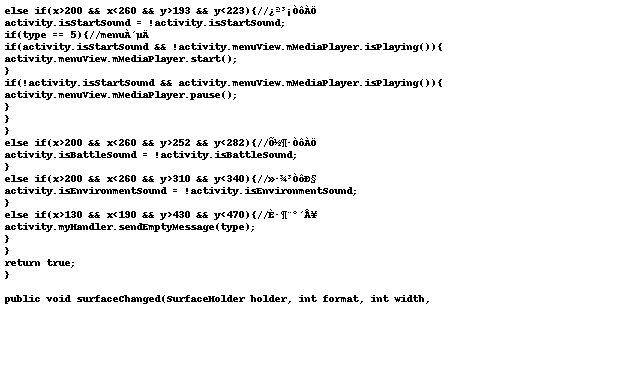 else if(x>200 && x<260 && y>193 && y<223){//¿ª³¡ÒôÀÖ
activity.isStartSound = !activity.isStartSound;
if(type == 5){//menuÀ´µÄ
if(activity.isStartSound && !activity.menuView.mMediaPlayer.isPlaying()){
activity.menuView.mMediaPlayer.start();
}
if(!activity.isStartSound && activity.menuView.mMediaPlayer.isPlaying()){
activity.menuView.mMediaPlayer.pause();
}
}
}
else if(x>200 && x<260 && y>252 && y<282){//Õ½¶·ÒôÀÖ
activity.isBattleSound = !activity.isBattleSound;
}
else if(x>200 && x<260 && y>310 && y<340){//»·¾³ÒôÐ§
activity.isEnvironmentSound = !activity.isEnvironmentSound;
}
else if(x>130 && x<190 && y>430 && y<470){//È·¶¨°´Å¥
activity.myHandler.sendEmptyMessage(type);
}
}
return true;
}
public void surfaceChanged(SurfaceHolder holder, int format, int width,